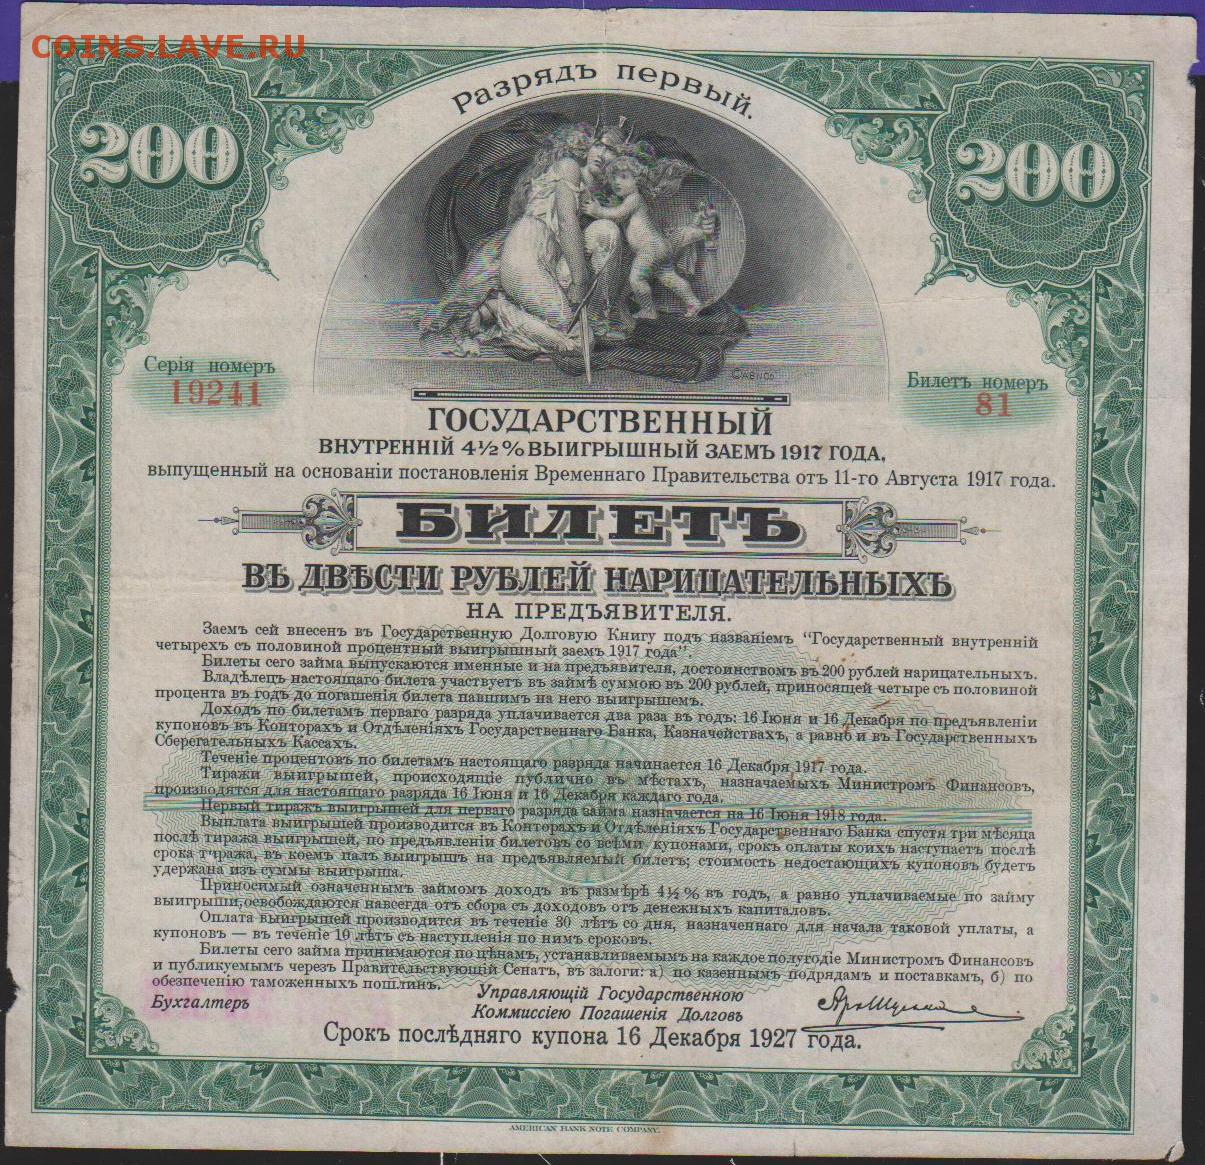 COINS.LAVE.RU
Разрядъ первый.
200
200
Серія номеръ
19241
Билетъ номеръ
81
ГОСУДАРСТВЕННЫЙ
ВНУТРЕННІЙ 4½% ВЫИГРЫШНЫЙ ЗАЕМЪ 1917 ГОДА,
выпущенный на основаніи постановленія Временнаго Правительства отъ 11-го Августа 1917 года.
БИЛЕТЪ
ВЪ ДВѢСТИ РУБЛЕЙ НАРИЦАТЕЛЬНЫХЪ
НА ПРЕДЪЯВИТЕЛЯ.
Заемъ сей внесенъ въ Государственную Долговую Книгу подъ названіемъ “Государственный внутренній
четырехъ съ половиной процентный выигрышный заемъ 1917 года”.
Билеты сего займа выпускаются именные и на предъявителя, достоинствомъ въ 200 рублей нарицательныхъ.
Владѣлецъ настоящаго билета участвуетъ въ займѣ суммою въ 200 рублей, приносящей четыре съ половиной
процента въ годъ до погашенія билета павшимъ на него выигрышемъ.
Доходъ по билетамъ перваго разряда уплачивается два раза въ годъ: 16 Іюня и 16 Декабря по предъявленіи
купоновъ въ Конторахъ и Отдѣленіяхъ Государственнаго Банка, Казначействахъ, а равно и въ Государственныхъ
Сберегательныхъ Кассахъ.
Теченіе процентовъ по билетамъ настоящаго разряда начинается 16 Декабря 1917 года.
Тиражи выигрышей, происходящіе публично въ мѣстахъ, назначаемыхъ Министромъ Финансовъ,
производятся для настоящаго разряда 16 Іюня и 16 Декабря каждаго года.
Первый тиражъ выигрышей для перваго разряда займа назначается на 16 Іюня 1918 года.
Выплата выигрышей производится въ Конторахъ и Отдѣленіяхъ Государственнаго Банка спустя три мѣсяца
послѣ тиража выигрышей, по предъявленіи билетовъ со всѣми купонами, срокъ оплаты коихъ наступаетъ послѣ
срока тиража, въ коемъ палъ выигрышъ на предъявляемый билетъ; стоимость недостающихъ купоновъ будетъ
удержана изъ суммы выигрыша.
Приносимый означеннымъ займомъ доходъ въ размѣрѣ 4½% въ годъ, а равно уплачиваемые по займу
выигрыши, освобождаются навсегда отъ сбора съ доходовъ отъ денежныхъ капиталовъ.
Оплата выигрышей производится въ теченіе 30 лѣтъ со дня, назначеннаго для начала таковой уплаты, а
купоновъ — въ теченіе 10 лѣтъ съ наступленія по нимъ сроковъ.
Билеты сего займа принимаются по цѣнамъ, устанавливаемымъ на каждое полугодіе Министромъ Финансовъ
и публикуемымъ черезъ Правительствующій Сенатъ, въ залоги: а) по казеннымъ подрядамъ и поставкамъ, б) по
обезпеченію таможенныхъ пошлинъ.
Бухгалтеръ
Управляющій Государственною
Коммиссіею Погашенія Долговъ
Срокъ послѣдняго купона 16 Декабря 1927 года.
AMERICAN BANK NOTE COMPANY.